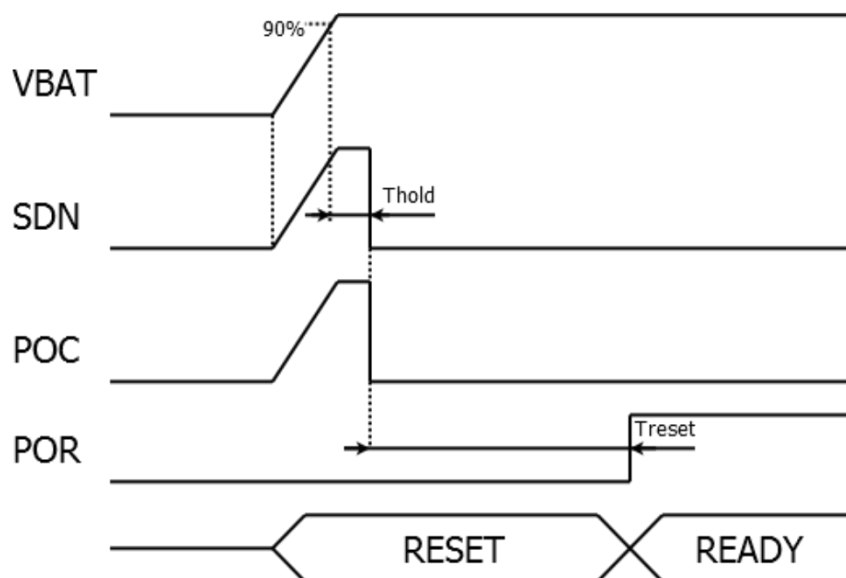 90%
VBAT
Thold
SDN
POC
Treset
POR
RESET
READY